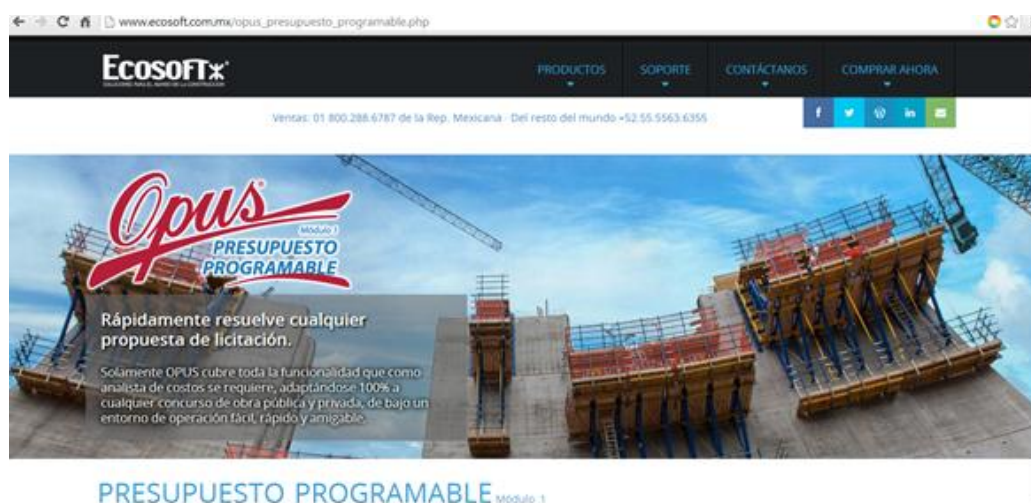 www.ecosoft.com.mx/opus_presupuesto_programable.php
ECOSOFT
PRODUCTOS SOPORTE CONTÁCTANOS COMPRAR AHORA
Ventas: 01 800.288.6787 de la Rep. Mexicana - Del resto del mundo +52.55.5563.6355
Opus
Módulo 1
PRESUPUESTO
PROGRAMABLE
Rápidamente resuelve cualquier
propuesta de licitación.
Solamente OPUS cubre toda la funcionalidad que como
analista de costos se requiere, adaptándose 100% a
cualquier concurso de obra pública y privada, de bajo un
entorno de operación fácil, rápido y amigable.
PRESUPUESTO PROGRAMABLE Módulo 1